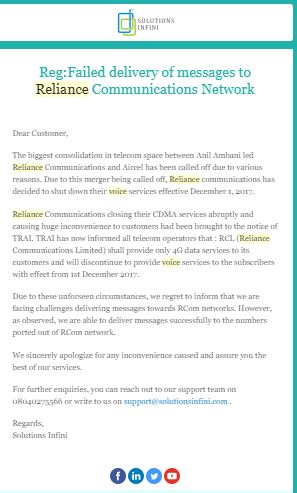 SOLUTIONS
INFINI
Reg:Failed delivery of messages to
Reliance Communications Network
Dear Customer,
The biggest consolidation in telecom space between Anil Ambani led
Reliance Communications and Aircel has been called off due to various
reasons. Due to this merger being called off, Reliance communications has
decided to shut down their voice services effective December 1, 2017.
Reliance Communications closing their CDMA services abruptly and
causing huge inconvenience to customers had been brought to the notice of
TRAI. TRAI has now informed all telecom operators that : RCL (Reliance
Communications Limited) shall provide only 4G data services to its
customers and will discontinue to provide voice services to the subscribers
with effect from 1st December 2017.
Due to these unforseen circumstances, we regret to inform that we are
facing challenges delivering messages towards RCom networks. However,
as observed, we are able to deliver messages successfully to the numbers
ported out of RCom network.
We sincerely apologize for any inconvenience caused and assure you the
best of our services.
For further enquiries, you can reach out to our support team on
08040275566 or write to us on support@solutionsinfini.com .
Regards,
Solutions Infini